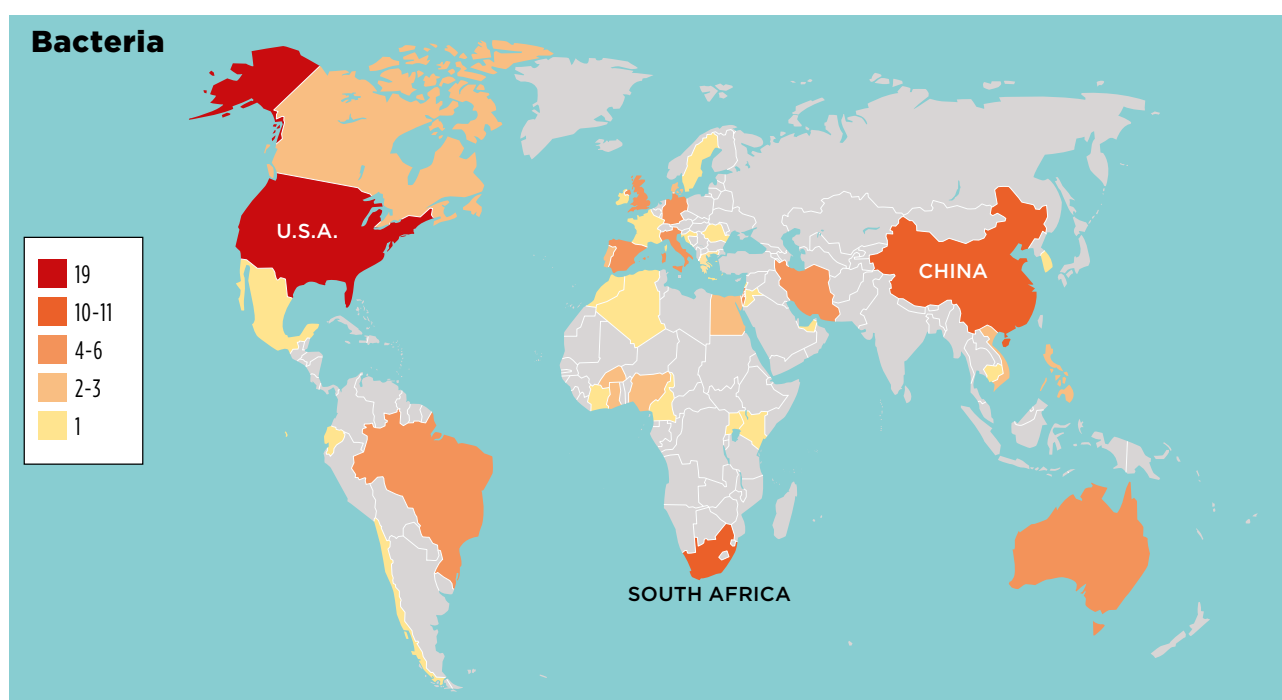 Bacteria
U.S.A.
19
10-11
4-6
2-3
1
CHINA
SOUTH AFRICA